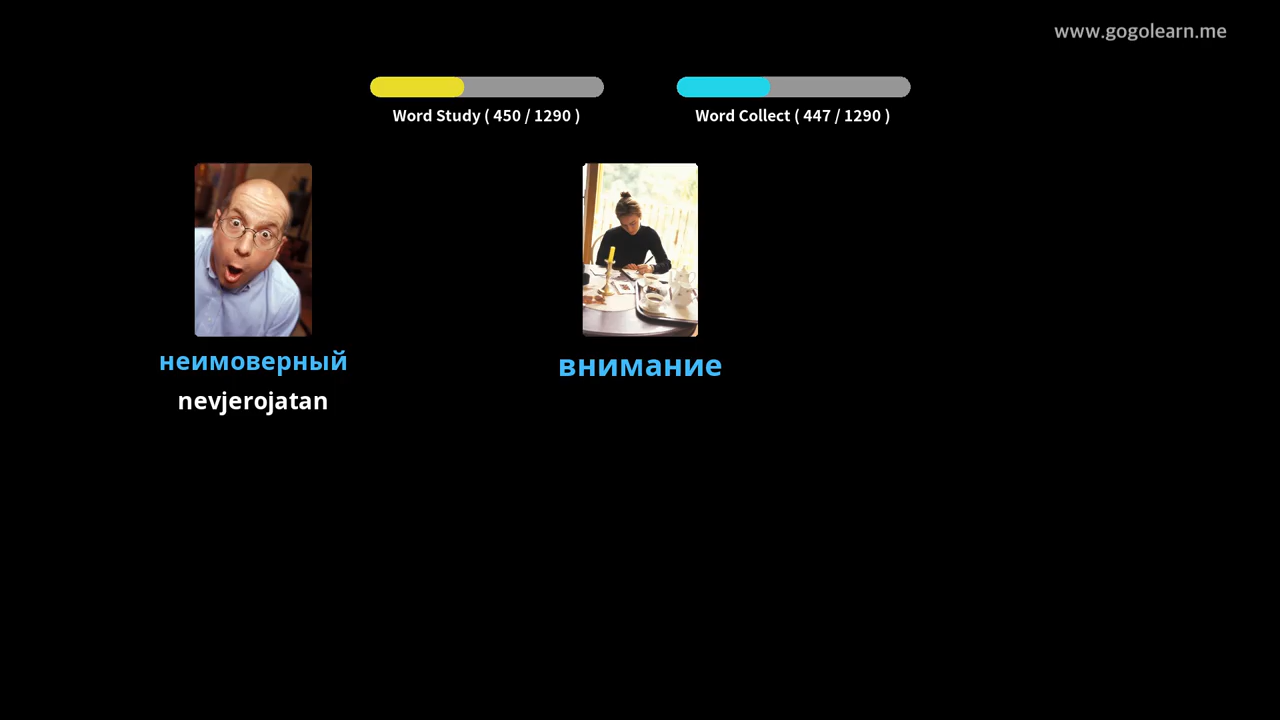 www.gogolearn.me
Word Study ( 450 / 1290 )
Word Collect ( 447 / 1290 )
неимоверный
nevjerojatan
внимание